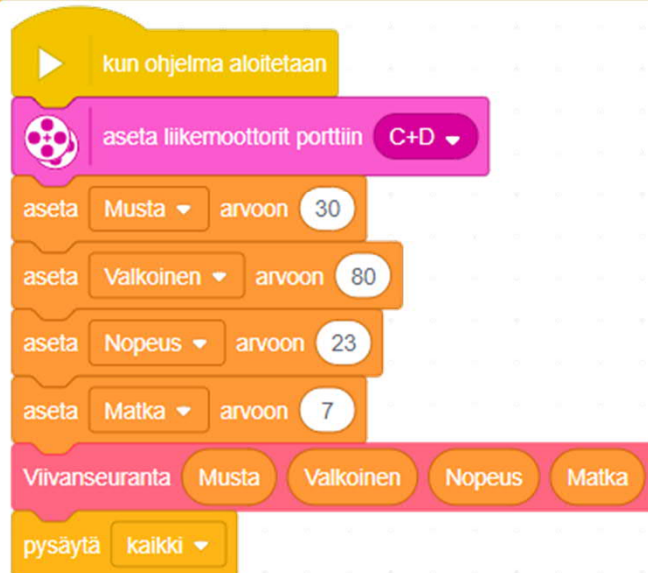 kun ohjelma aloitetaan
aseta liikemoottorit porttiin C+D
aseta Musta arvoon 30
aseta Valkoinen arvoon 80
aseta Nopeus arvoon 23
aseta Matka arvoon 7
Viivanseuranta Musta Valkoinen Nopeus Matka
pysäytä kaikki